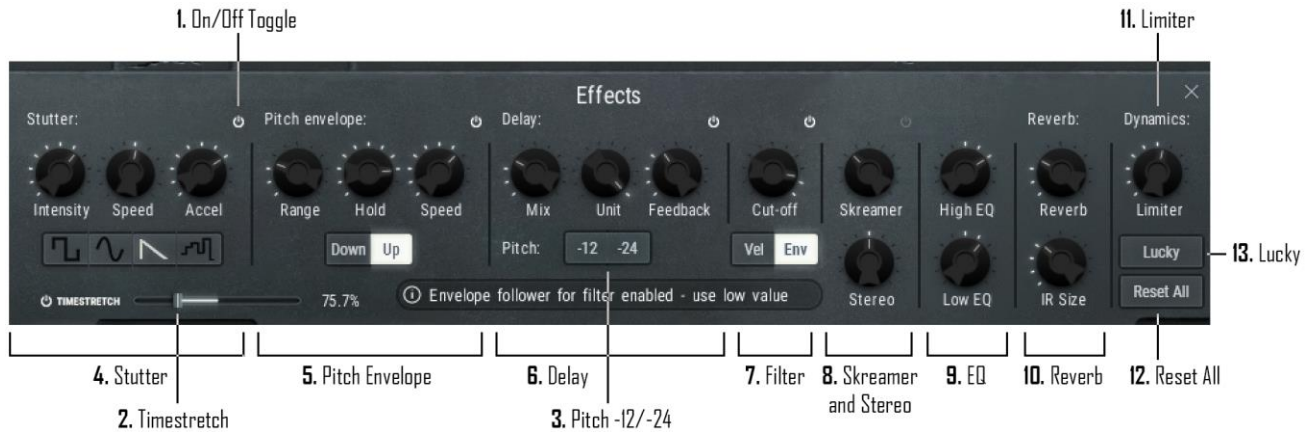 1. On/Off Toggle
11. Limiter
Effects
Stutter:
Pitch envelope:
Delay:
Reverb:
Dynamics:
Intensity Speed Accel
Range Hold Speed
Mix Unit Feedback
Cut-off
Skreamer
High EQ
Reverb
Limiter
Down Up
Pitch: -12 -24
Vel Env
Lucky
13. Lucky
TIMESTRETCH 75.7%
Envelope follower for filter enabled - use low value
Stereo
Low EQ
IR Size
Reset All
4. Stutter
5. Pitch Envelope
6. Delay
7. Filter
8. Skreamer
and Stereo
9. EQ
10. Reverb
12. Reset All
2. Timestretch
3. Pitch -12/-24